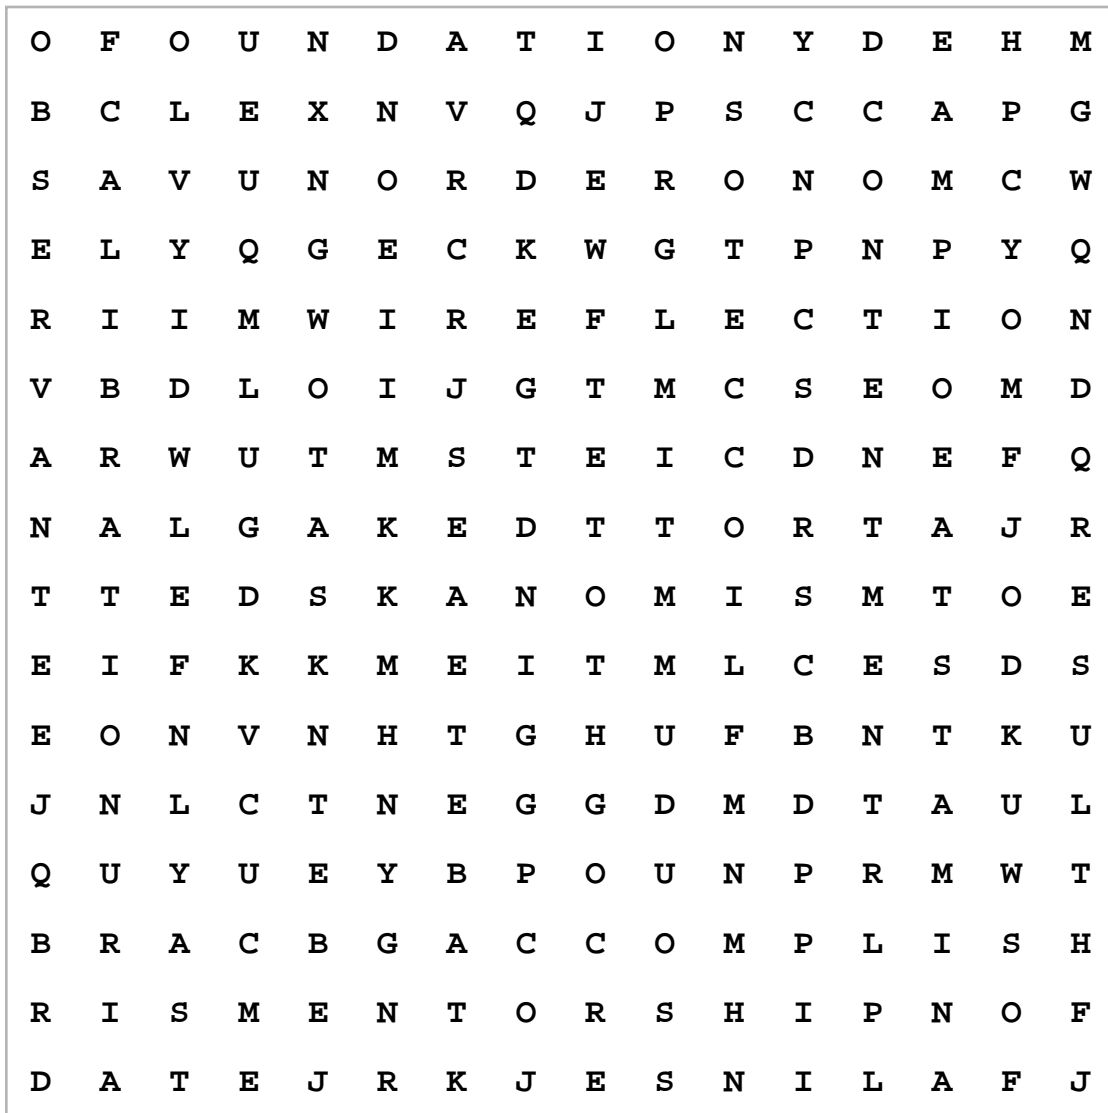 O F O U N D A T I O N Y D E H M
B C L E X N V Q J P S C C A P G
S A V U N O R D E R O N O M C W
E L Y Q G E C K W G T P N P Y Q
R I I M W I R E F L E C T I O N
V B D L O I J G T M C S E O M D
A R W U T M S T E I C D N E F Q
N A L G A K E D T T O R T A J R
T T E D S K A N O M I S M T O E
E I F K K M E I T M L C E S D S
E O N V N H T G H U F B N T K U
J N L C T N E G G D M D T A U L
Q U Y U E Y B P O U N P R M W T
B R A C B G A C C O M P L I S H
R I S M E N T O R S H I P N O F
D A T E J R K J E S N I L A F J